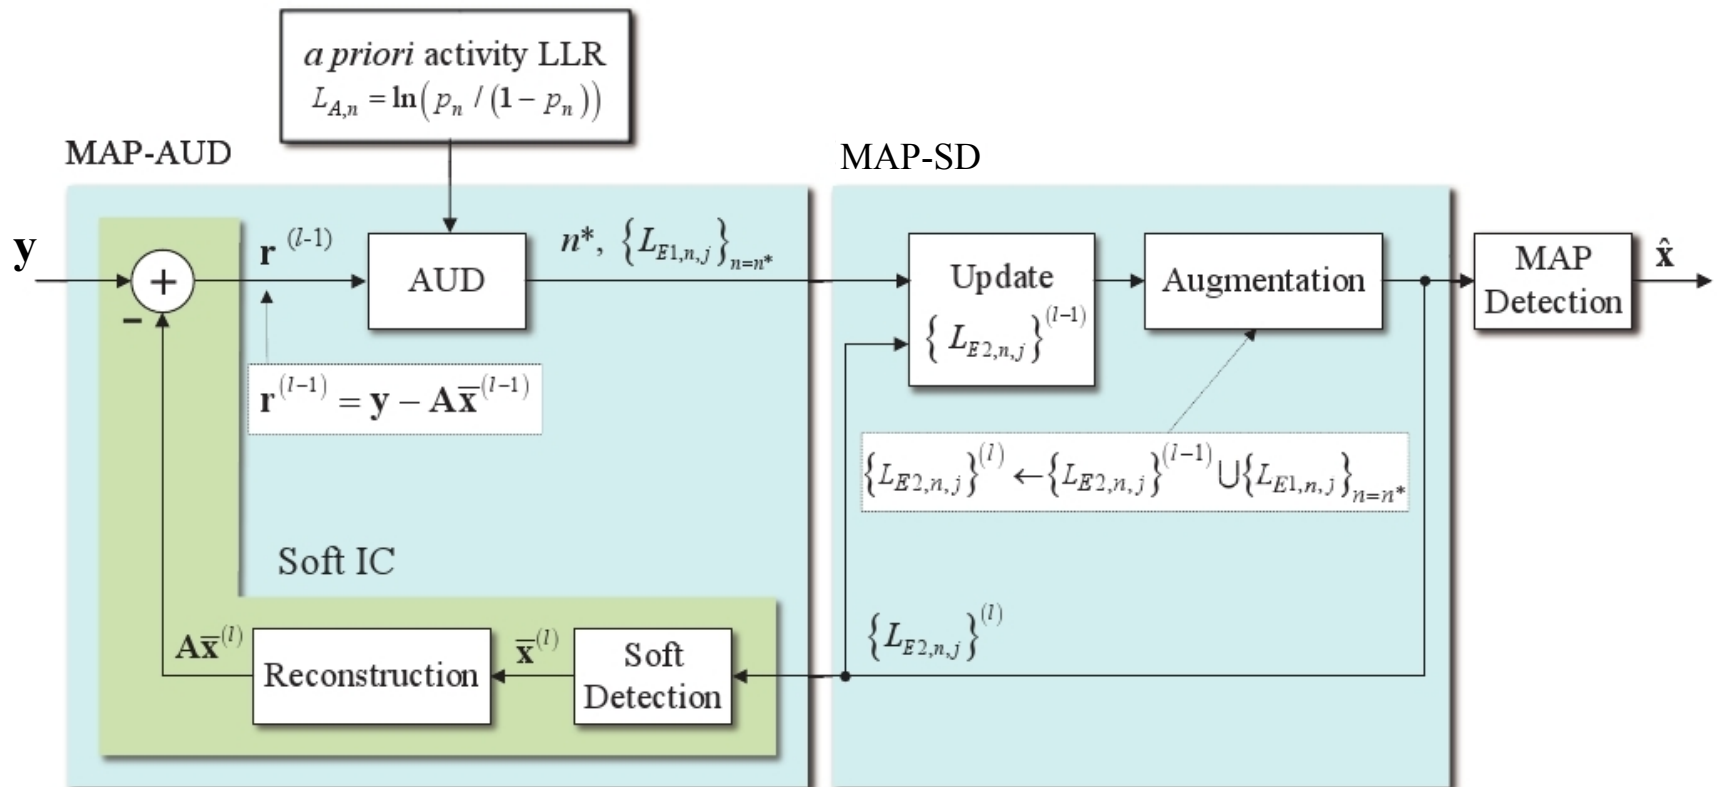 a priori activity LLR
L_{A,n} = ln( p_n / (1 − p_n))
MAP-AUD
MAP-SD
y
+
−
r^{(l-1)}
AUD
n*, {L_{E1,n,j}}_{n=n*}
Update
{ L_{E2,n,j}}^{(l−1)}
Augmentation
MAP
Detection
x̂
r^{(l−1)} = y − Ax̄^{(l−1)}
{L_{E2,n,j}}^{(l)} ← {L_{E2,n,j}}^{(l−1)} ∪ {L_{E1,n,j}}_{n=n*}
Soft IC
Ax̄^{(l)}
Reconstruction
x̄^{(l)}
Soft
Detection
{L_{E2,n,j}}^{(l)}